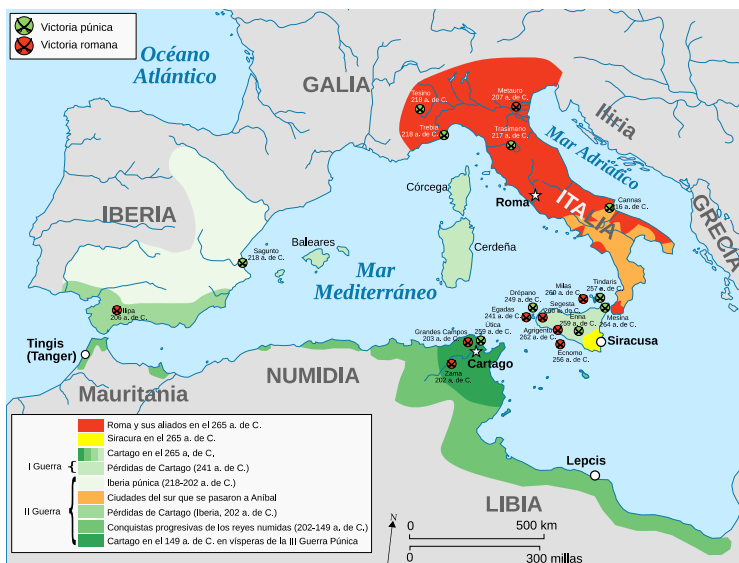 Victoria púnica
Victoria romana
Océano
Atlántico
GALIA
Tesino
218 a. de C.
Metauro
207 a. de C.
Trebia
218 a. de C.
Trasimeno
217 a. de C.
Iliria
Mar Adriático
Córcega
Roma
ITALIA
Cannas
216 a. de C.
GRECIA
IBERIA
Baleares
Cerdeña
Sagunto
218 a. de C.
Mar
Mediterráneo
Drépano
249 a. de C.
Milas
260 a. de C.
Tindaris
257 a. de C.
Egadas
241 a. de C.
Segesta
260 a. de C.
Ilipa
206 a. de C.
Agrigento
262 a. de C.
Enna
259 a. de C.
Mesina
264 a. de C.
Grandes Campos
203 a. de C.
Útica
259 a. de C.
Siracusa
Ecnomo
256 a. de C.
Tingis
(Tanger)
Cartago
Zama
202 a. de C.
NUMIDIA
Mauritania
Lepcis
LIBIA
Roma y sus aliados en el 265 a. de C.
Siracura en el 265 a. de C.
Cartago en el 265 a, de C,
I Guerra
Pérdidas de Cartago (241 a. de C.)
Iberia púnica (218-202 a. de C.)
II Guerra
Ciudades del sur que se pasaron a Aníbal
Pérdidas de Cartago (Iberia, 202 a. de C.)
Conquistas progresivas de los reyes numidas (202-149 a, de C,)
Cartago en el 149 a. de C. en vísperas de la III Guerra Púnica
N
0
500 km
0
300 millas